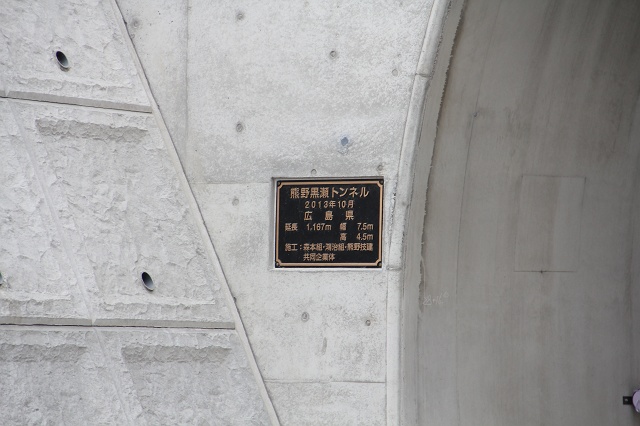 熊野黒瀬トンネル
2013年10月
広島県
延長 1,167m 幅 7.5m
高 4.5m
施工:森本組・鴻治組・熊野技建
共同企業体